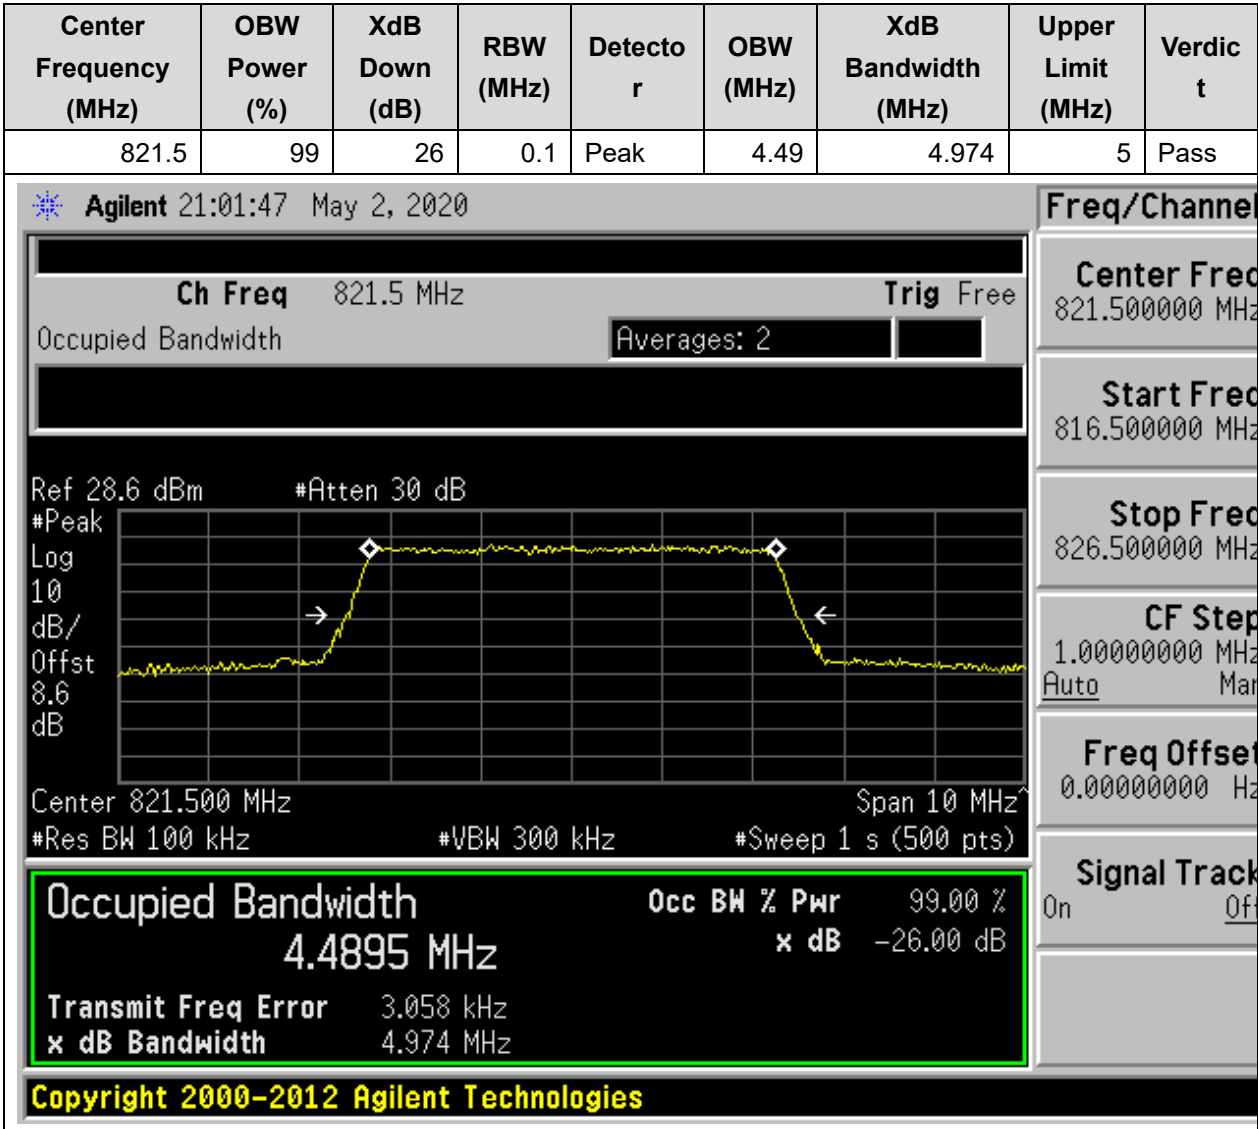 Center Frequency (MHz) OBW Power (%) XdB Down (dB) RBW (MHz) Detecto r OBW (MHz) XdB Bandwidth (MHz) Upper Limit (MHz) Verdic t
821.5 99 26 0.1 Peak 4.49 4.974 5 Pass
Agilent 21:01:47 May 2, 2020
Freq/Channel
Ch Freq 821.5 MHz Trig Free
Occupied Bandwidth Averages: 2
Center Freq
821.500000 MHz
Start Freq
816.500000 MHz
Stop Freq
826.500000 MHz
CF Step
1.00000000 MHz
Auto Man
Freq Offset
0.00000000 Hz
Signal Track
On Off
Ref 28.6 dBm #Atten 30 dB
#Peak
Log
10
dB/
Offst
8.6
dB
Center 821.500 MHz Span 10 MHz^
#Res BW 100 kHz #VBW 300 kHz #Sweep 1 s (500 pts)
Occupied Bandwidth Occ BW % Pwr 99.00 %
4.4895 MHz x dB -26.00 dB
Transmit Freq Error 3.058 kHz
x dB Bandwidth 4.974 MHz
Copyright 2000-2012 Agilent Technologies